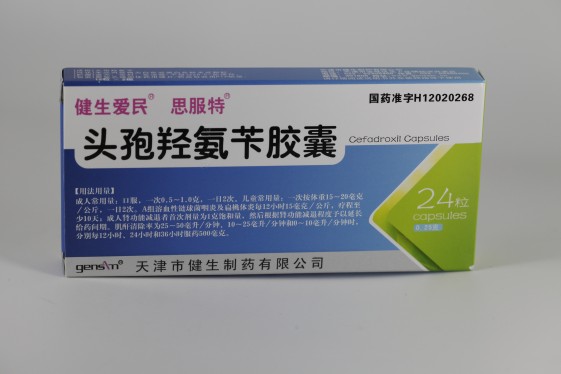 健生爱民® 思服特®
国药准字H12020268
头孢羟氨苄胶囊
Cefadroxil Capsules
24粒
capsules
0.25克
【用法用量】
成人常用量:口服,一次0.5~1.0克,一日2次。儿童常用量:一次按体重15~20毫克
/公斤,一日2次。A组溶血性链球菌咽炎及扁桃体炎每12小时15毫克/公斤,疗程至
少10天;成人肾功能减退者首次剂量为1克饱和量,然后根据肾功能减退程度予以延长
给药间期。肌酐清除率为25~50毫升/分钟、10~25毫升/分钟和0~10毫升/分钟时,
分别每12小时、24小时和36小时服药500毫克。
gensam® 天津市健生制药有限公司